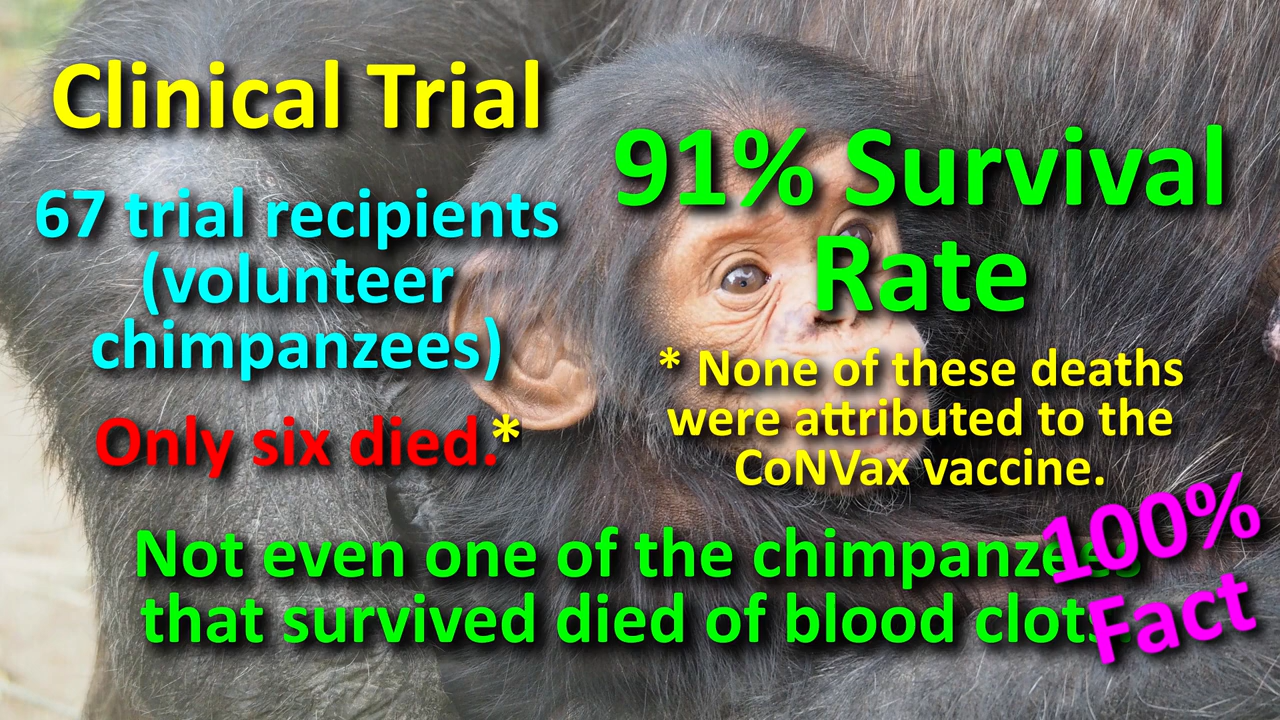 Clinical Trial
67 trial recipients
(volunteer
chimpanzees)
Only six died.*
91% Survival
Rate
* None of these deaths
were attributed to the
CoNVax vaccine.
Not even one of the chimpanzees
that survived died of blood clots.
100%
Fact